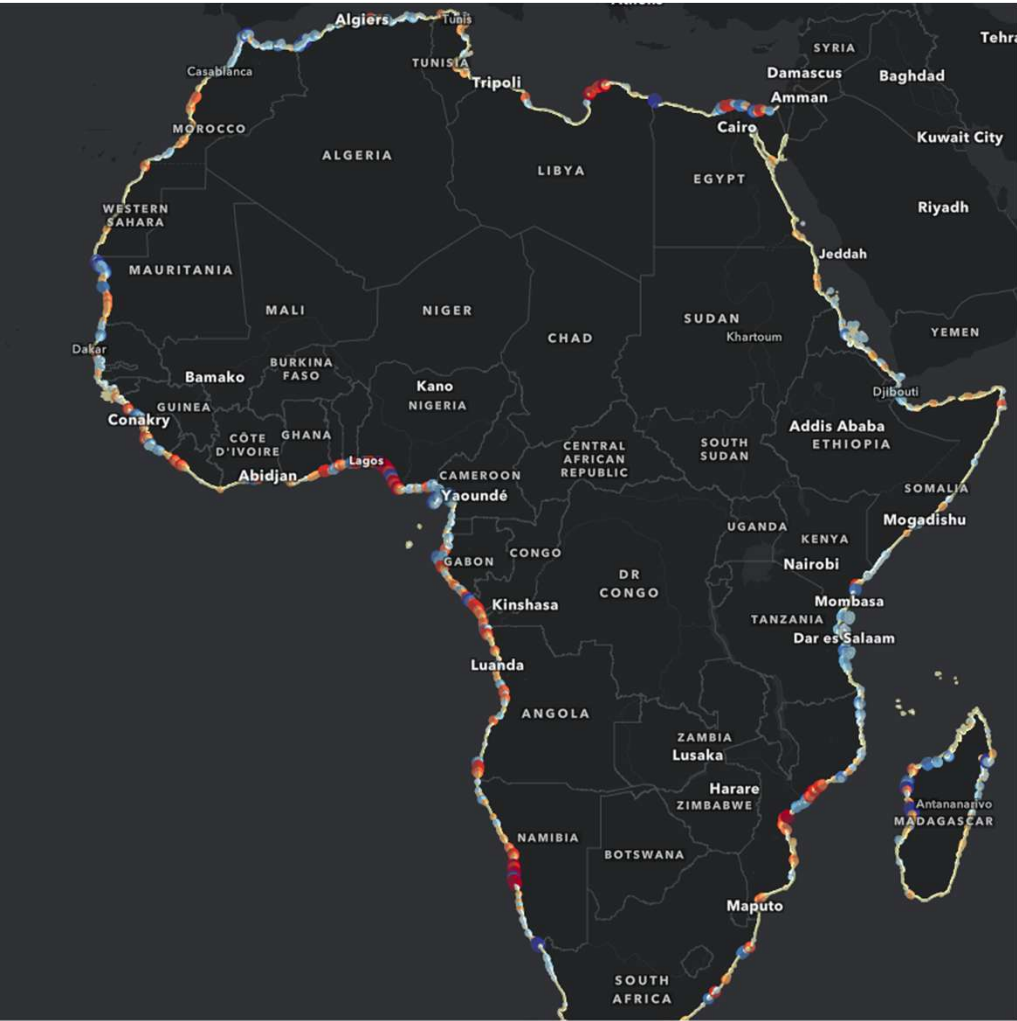 Algiers
Tunis
Tehra
SYRIA
Casablanca
TUNISIA
Damascus
Baghdad
Tripoli
Amman
Cairo
Kuwait City
MOROCCO
ALGERIA
LIBYA
EGYPT
WESTERN
SAHARA
Riyadh
Jeddah
MAURITANIA
MALI
NIGER
CHAD
SUDAN
Khartoum
YEMEN
Dakar
BURKINA
FASO
Bamako
Kano
NIGERIA
Djibouti
GUINEA
Conakry
CÔTE
D'IVOIRE
GHANA
Addis Ababa
ETHIOPIA
CENTRAL
AFRICAN
REPUBLIC
SOUTH
SUDAN
Lagos
Abidjan
CAMEROON
Yaoundé
SOMALIA
Mogadishu
UGANDA
KENYA
GABON
CONGO
Nairobi
DR
CONGO
Kinshasa
Mombasa
TANZANIA
Dar es Salaam
Luanda
ANGOLA
ZAMBIA
Lusaka
Harare
ZIMBABWE
Antananarivo
MADAGASCAR
NAMIBIA
BOTSWANA
Maputo
SOUTH
AFRICA